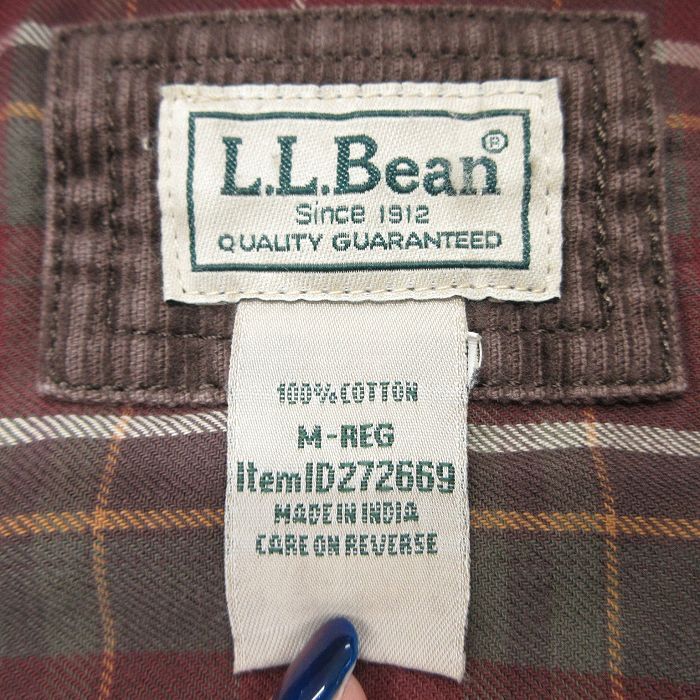 L.L.Bean®
Since 1912
QUALITY GUARANTEED
100% COTTON
M-REG
ItemID272669
MADE IN INDIA
CARE ON REVERSE